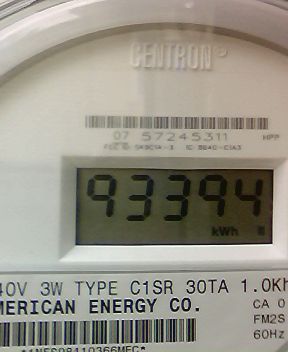 CENTRON®
07 57245311 HPP
93394
kWh
40V 3W TYPE C1SR 30TA 1.0Kh
MERICAN ENERGY CO.
CA 0
FM2S
60Hz